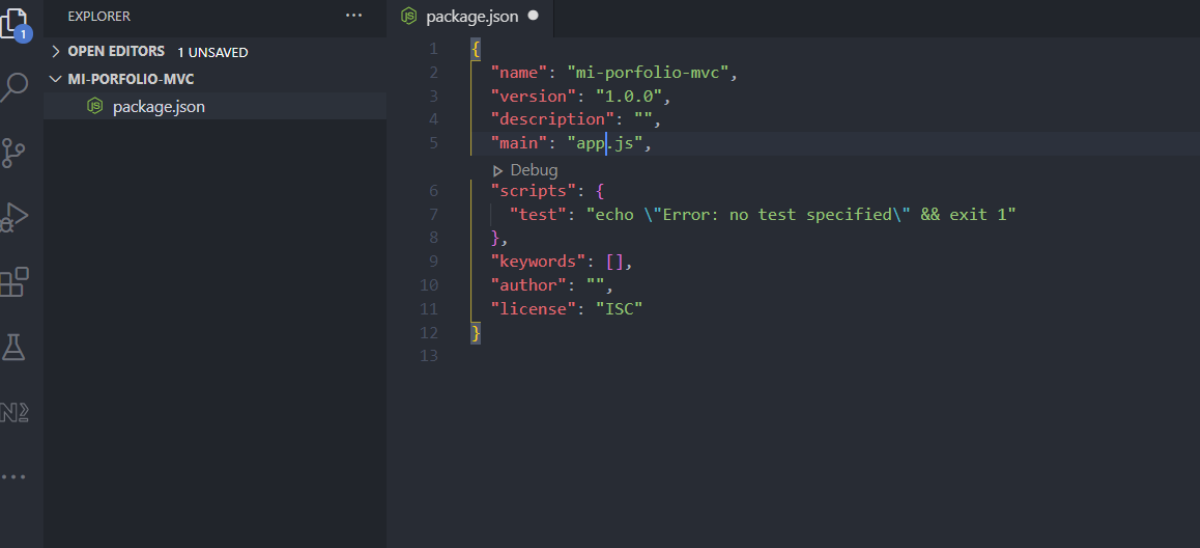 EXPLORER
OPEN EDITORS 1 UNSAVED
MI-PORFOLIO-MVC
package.json
1
package.json
1 {
2 "name": "mi-porfolio-mvc",
3 "version": "1.0.0",
4 "description": "",
5 "main": "app.js",
Debug
6 "scripts": {
7 "test": "echo \"Error: no test specified\" && exit 1"
8 },
9 "keywords": [],
10 "author": "",
11 "license": "ISC"
12 }
13